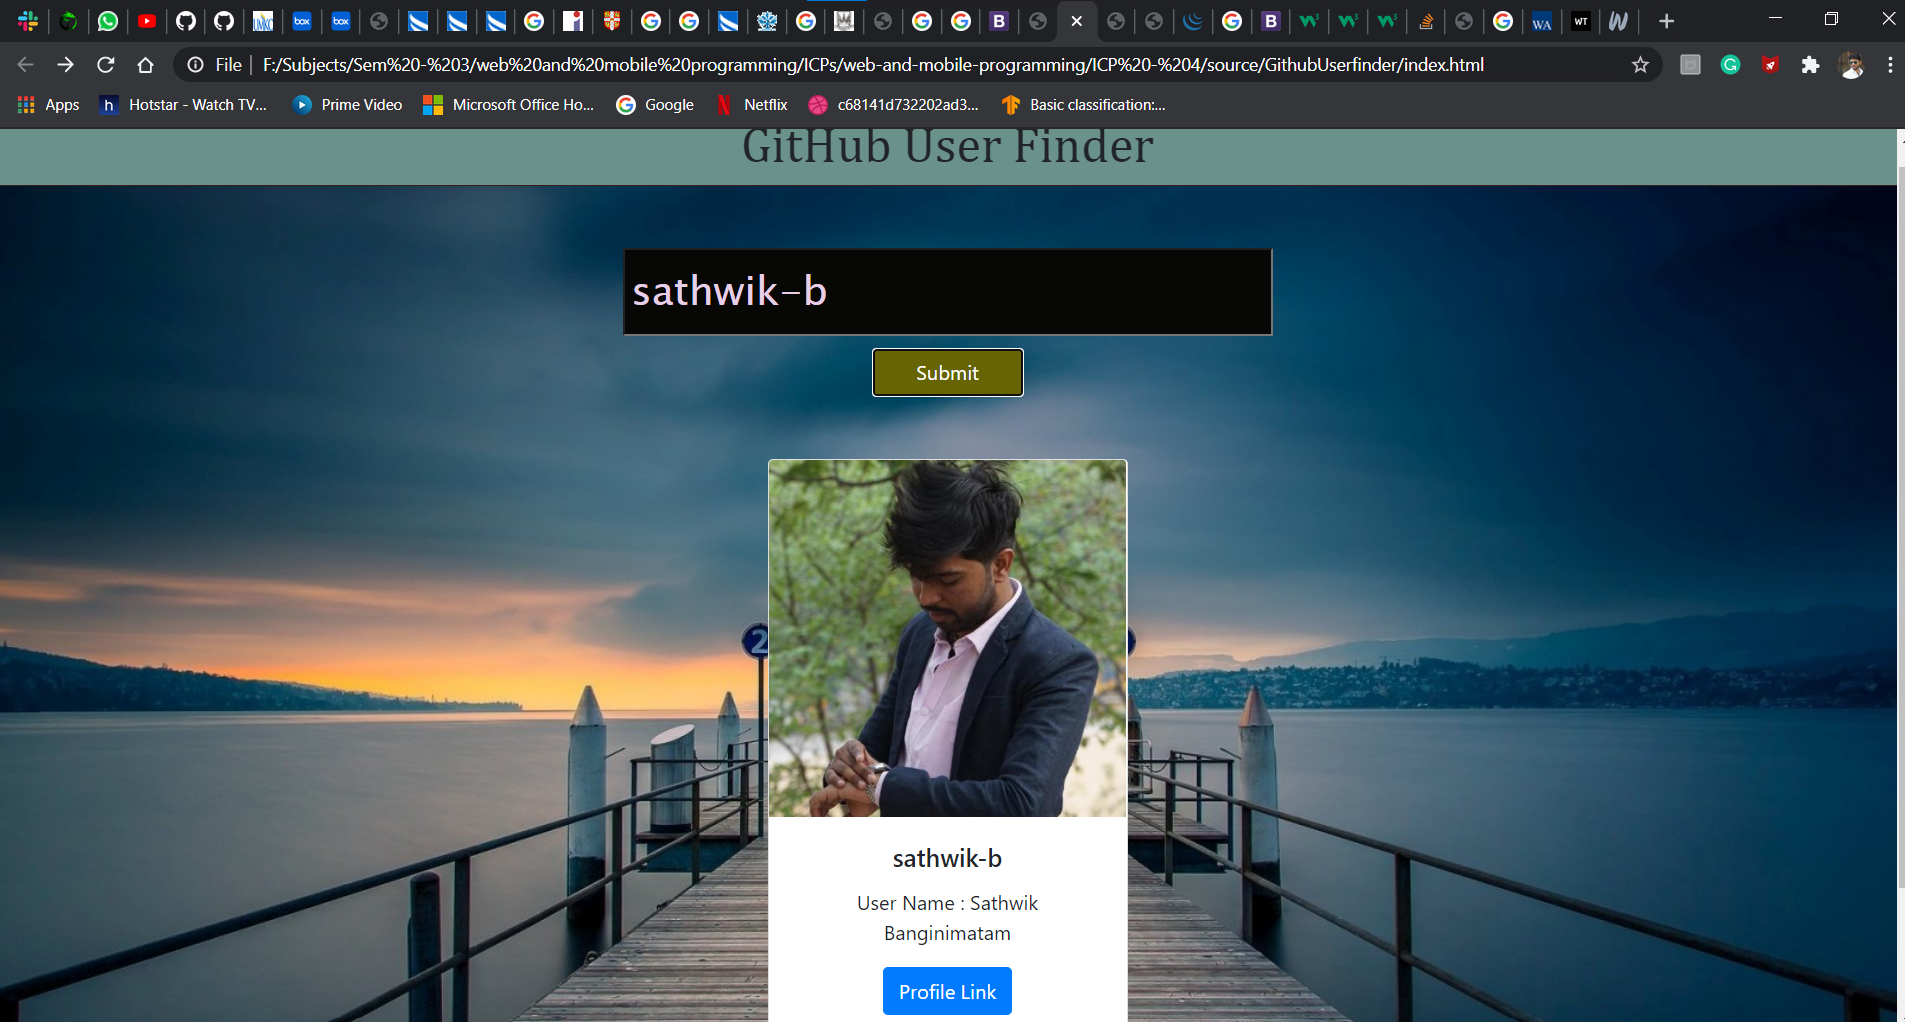 File
F:/Subjects/Sem%20-%203/web%20and%20mobile%20programming/ICPs/web-and-mobile-programming/ICP%20-%204/source/GithubUserfinder/index.html
Apps
Hotstar - Watch TV...
Prime Video
Microsoft Office Ho...
Google
Netflix
c68141d732202ad3...
Basic classification:...
GitHub User Finder
sathwik-b
Submit
2
sathwik-b
User Name : Sathwik
Banginimatam
Profile Link